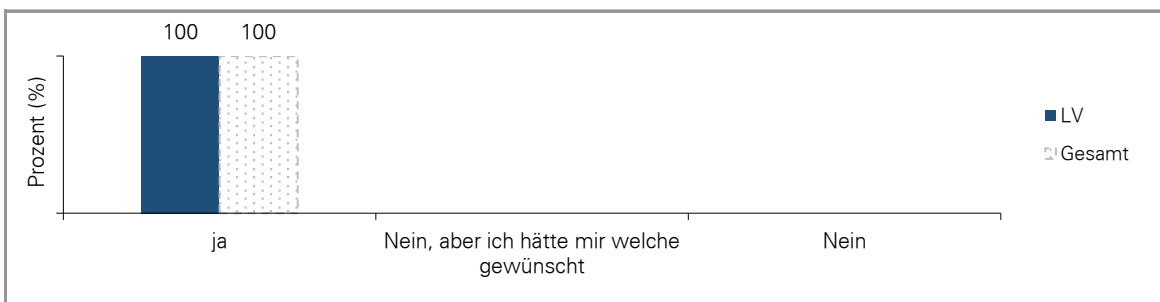 100 100
Prozent (%)
LV
Gesamt
ja
Nein, aber ich hätte mir welche
gewünscht
Nein